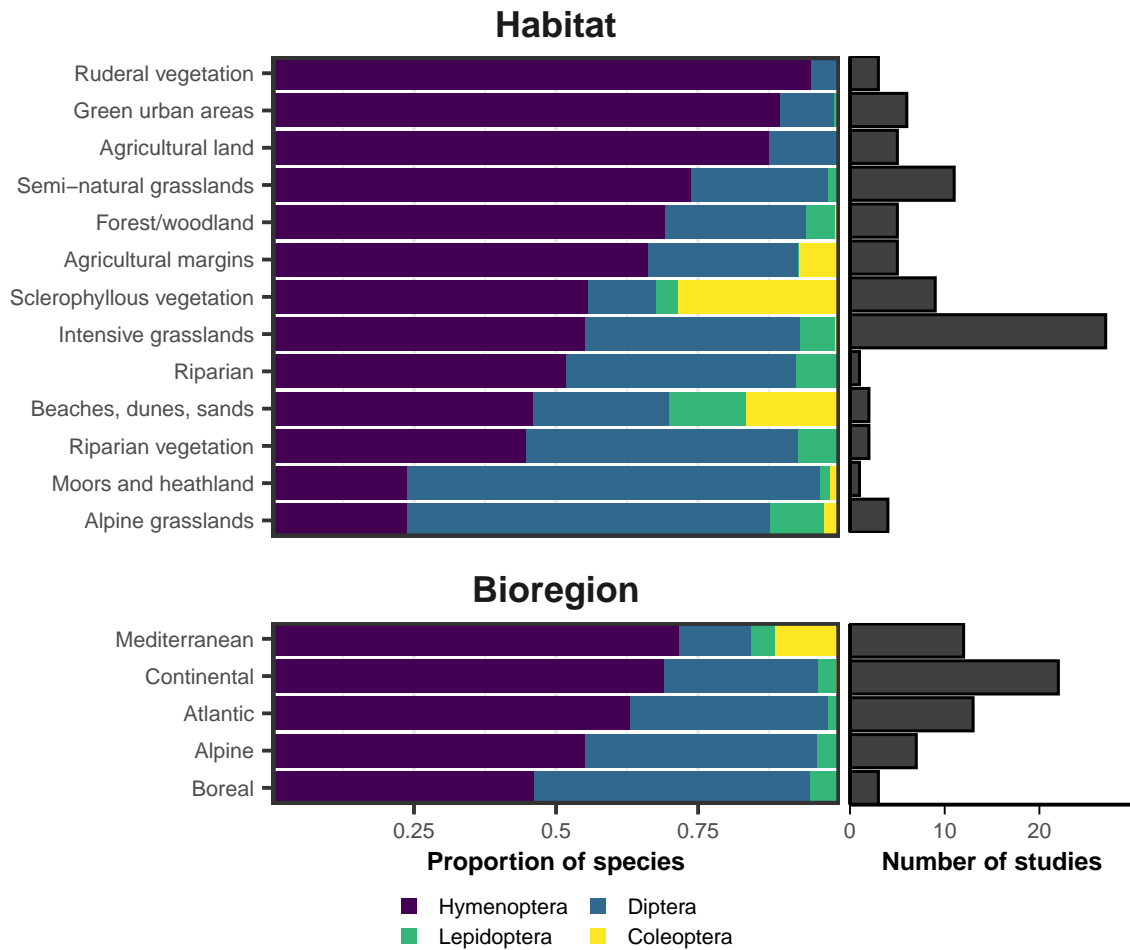 Habitat
Ruderal vegetation
Green urban areas
Agricultural land
Semi−natural grasslands
Forest/woodland
Agricultural margins
Sclerophyllous vegetation
Intensive grasslands
Riparian
Beaches, dunes, sands
Riparian vegetation
Moors and heathland
Alpine grasslands
Bioregion
Mediterranean
Continental
Atlantic
Alpine
Boreal
0.25 0.5 0.75 0 10 20
Proportion of species Number of studies
Hymenoptera Diptera
Lepidoptera Coleoptera